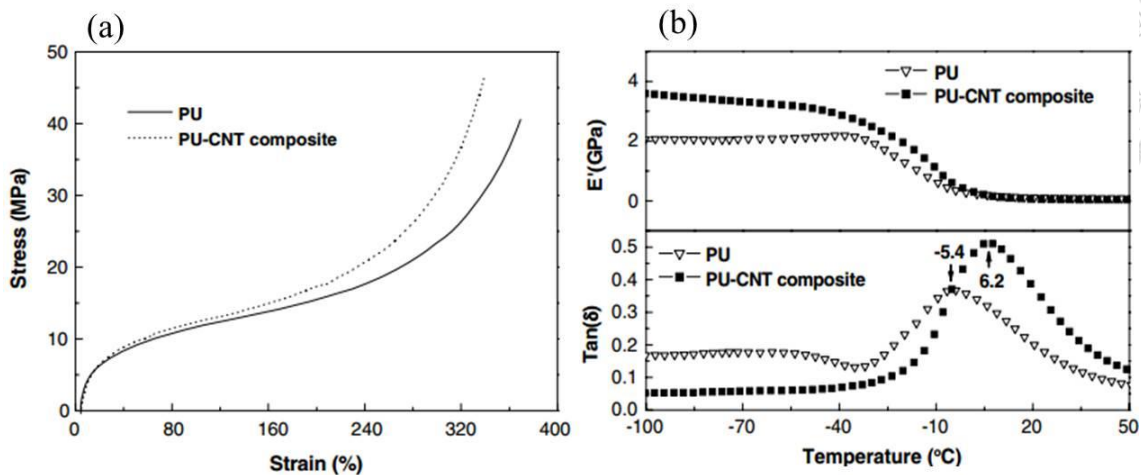 (a)
50
40
30
20
10
0
Stress (MPa)
PU
PU-CNT composite
0
80
160
240
320
400
Strain (%)
(b)
4
2
0
E'(GPa)
PU
PU-CNT composite
0.5
0.4
0.3
0.2
0.1
0.0
Tan(δ)
PU
PU-CNT composite
-5.4
6.2
-100
-70
-40
-10
20
50
Temperature (°C)